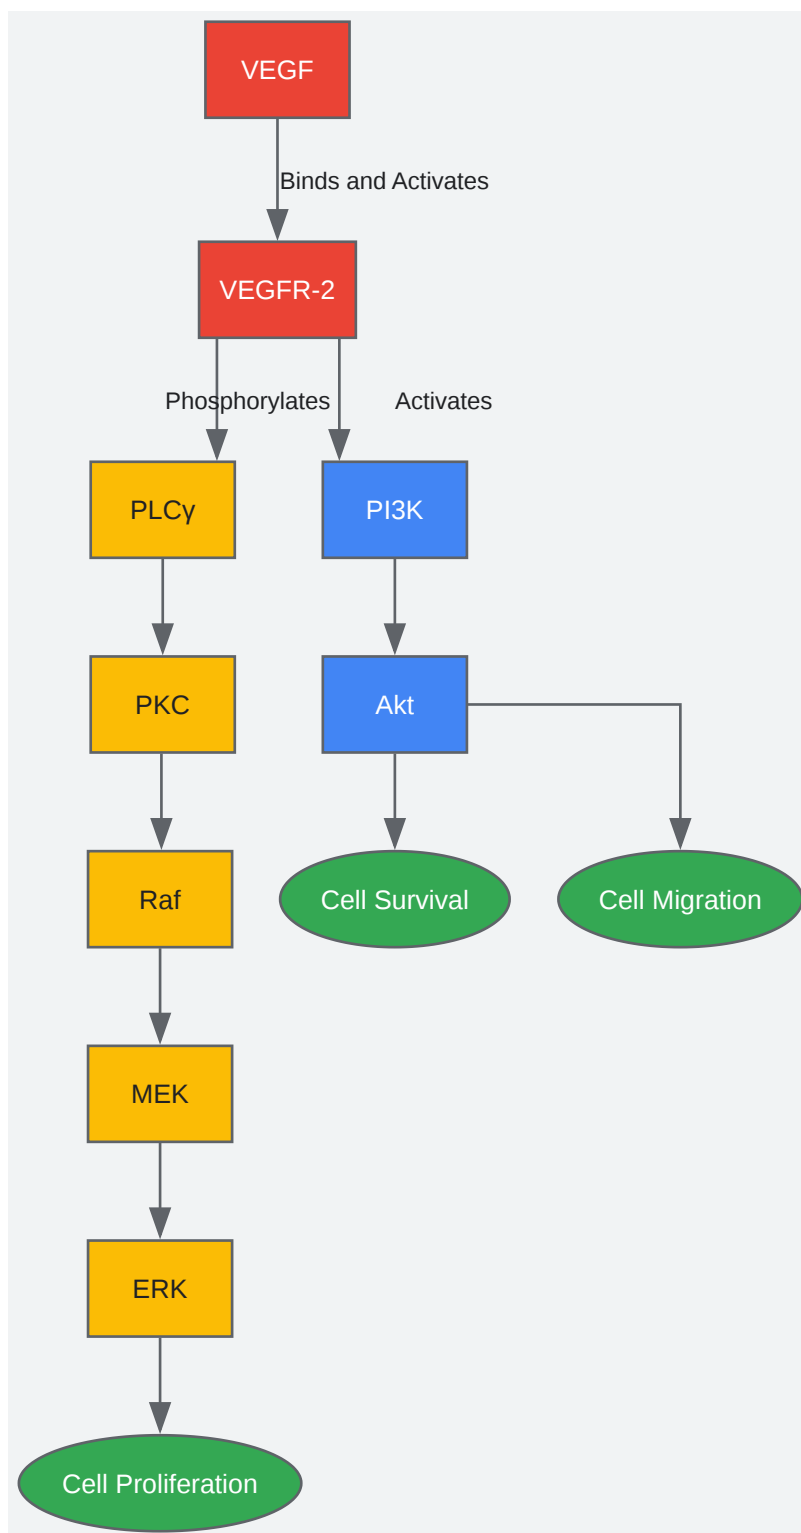 VEGF
Binds and Activates
VEGFR-2
Phosphorylates
Activates
PLCγ
PI3K
PKC
Akt
Raf
Cell Survival
Cell Migration
MEK
ERK
Cell Proliferation